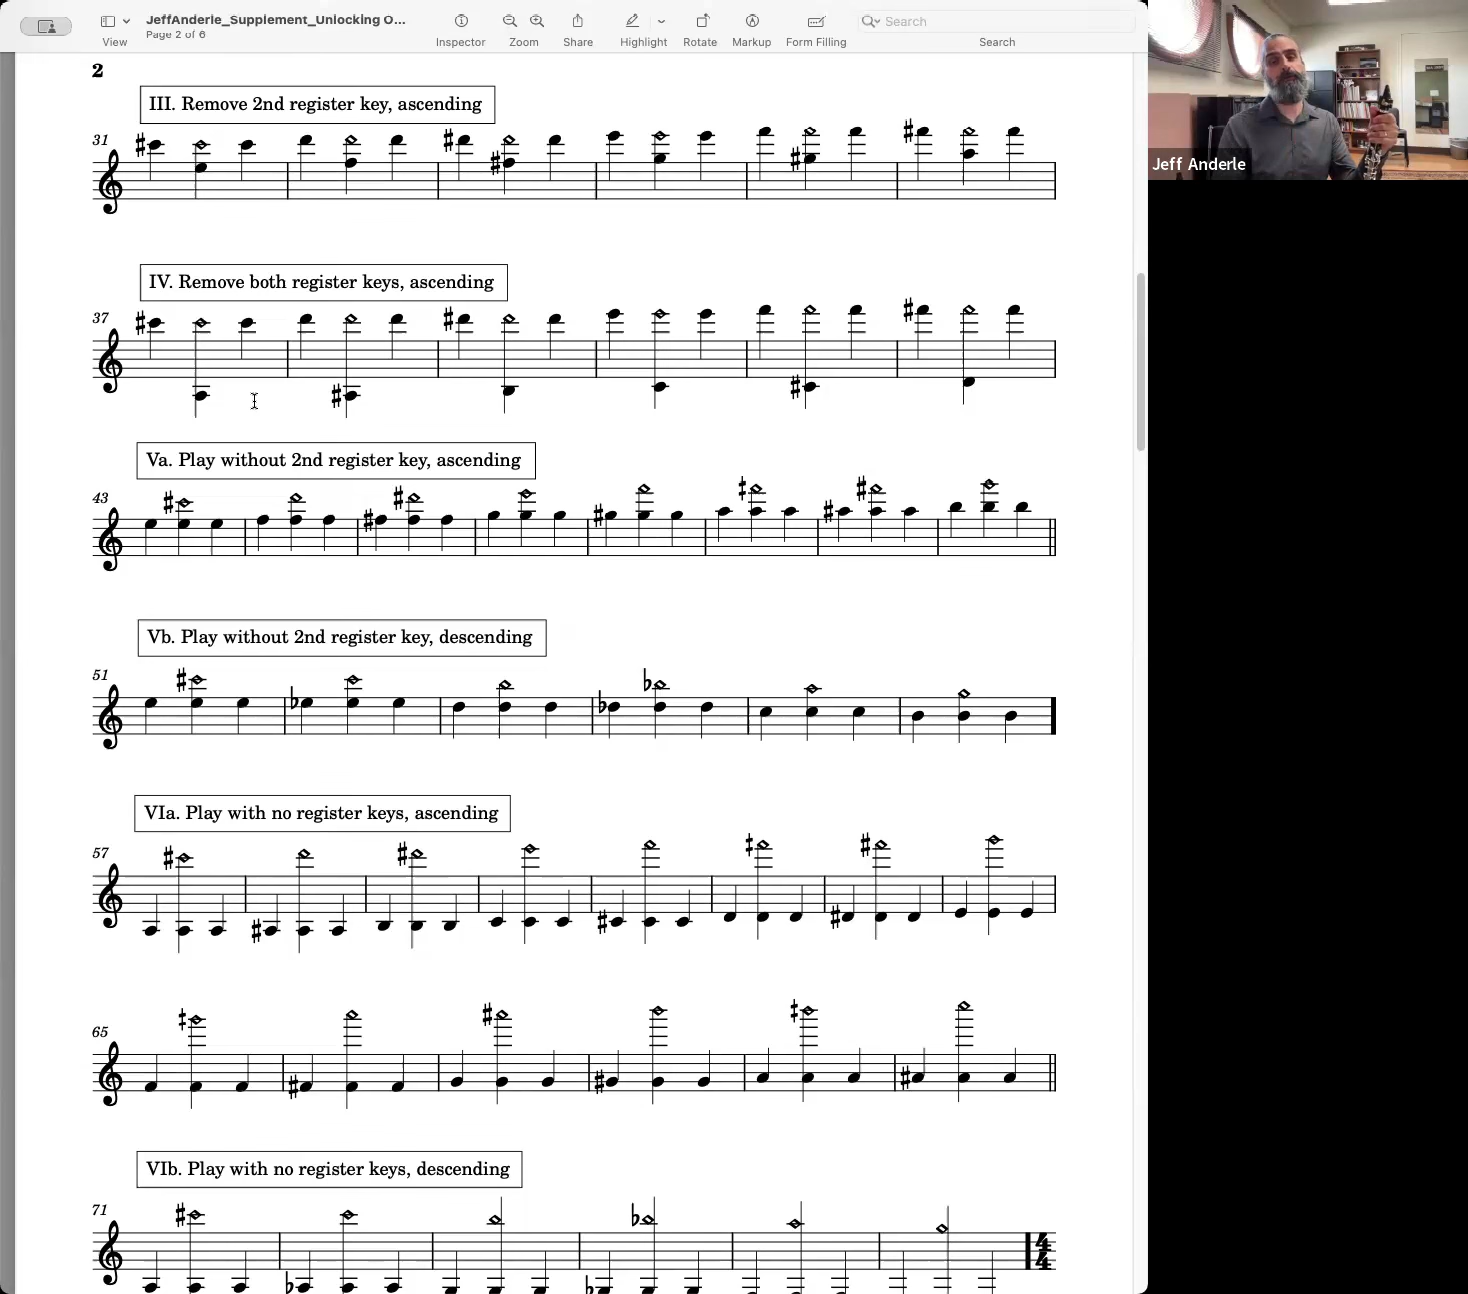 JeffAnderle_Supplement_Unlocking O...
Page 2 of 6
View
Inspector
Zoom
Share
Highlight
Rotate
Markup
Form Filling
Search
Search
2
III. Remove 2nd register key, ascending
31
IV. Remove both register keys, ascending
37
Va. Play without 2nd register key, ascending
43
Vb. Play without 2nd register key, descending
51
VIa. Play with no register keys, ascending
57
65
VIb. Play with no register keys, descending
71
4
4
Jeff Anderle